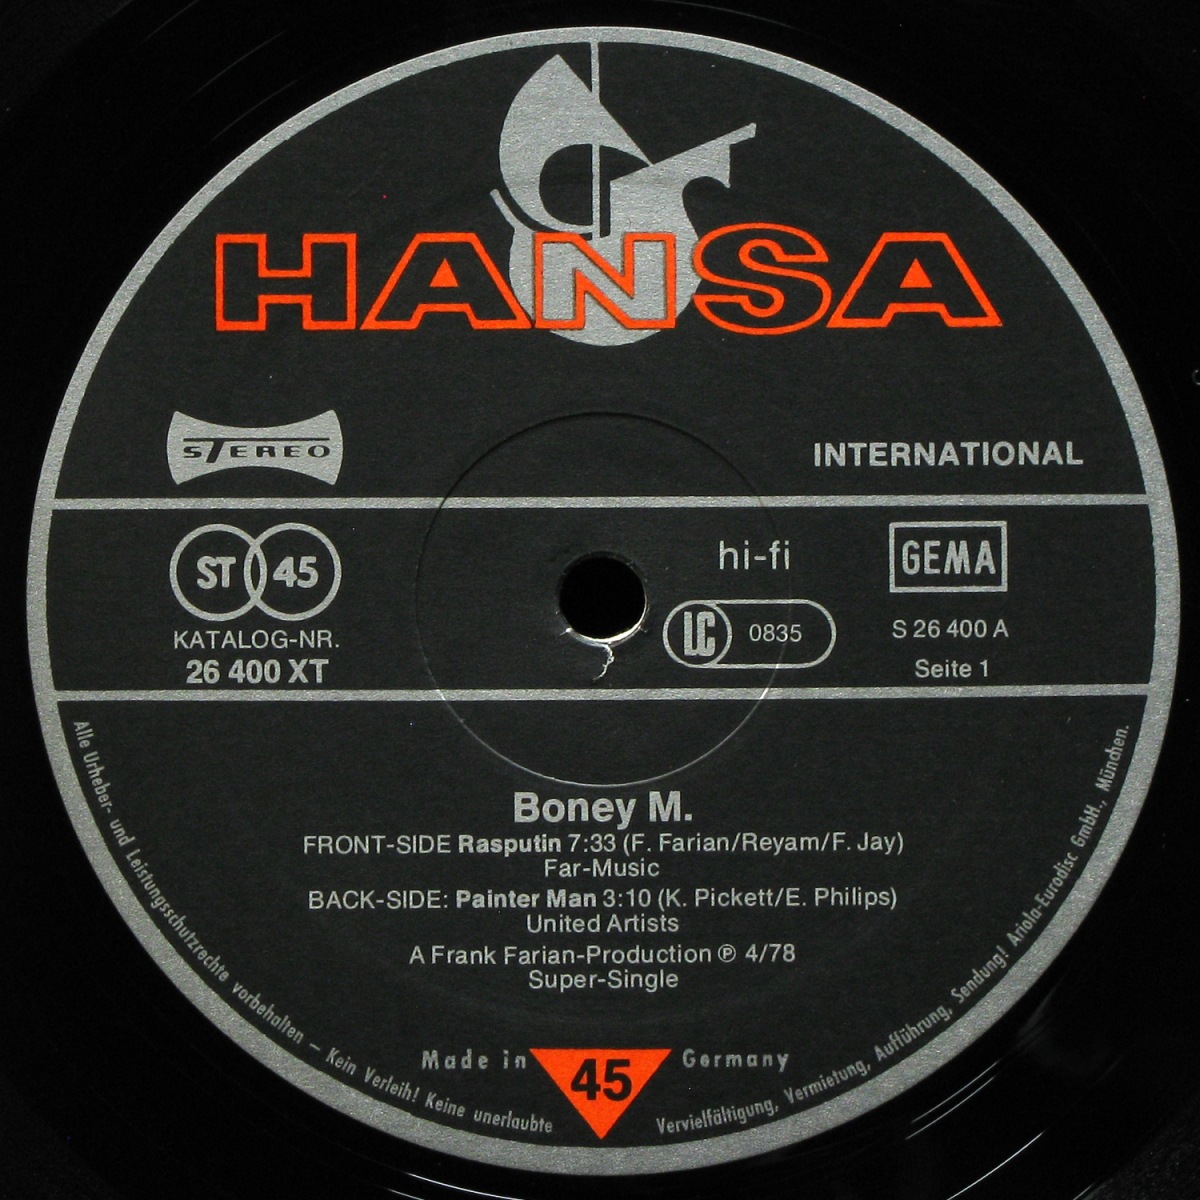 HANSA
STEREO
INTERNATIONAL
ST 45
hi-fi
GEMA
KATALOG-NR.
26 400 XT
LC 0835
S 26 400 A
Seite 1
Boney M.
FRONT-SIDE Rasputin 7:33 (F. Farian/Reyam/F. Jay)
Far-Music
BACK-SIDE: Painter Man 3:10 (K. Pickett/E. Philips)
United Artists
A Frank Farian-Production ℗ 4/78
Super-Single
Made in 45 Germany
Alle Urheber- und Leistungsschutzrechte vorbehalten – Kein Verleih! Keine unerlaubte Vervielfältigung, Vermietung, Aufführung, Sendung! Ariola-Eurodisc GmbH., München.